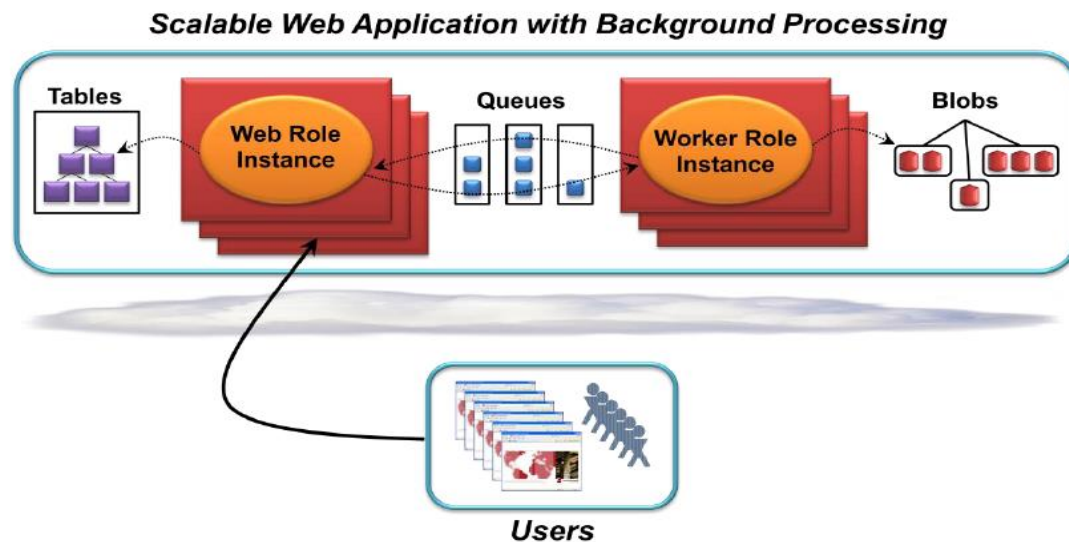 Scalable Web Application with Background Processing
Tables
Web Role
Instance
Queues
Worker Role
Instance
Blobs
Users